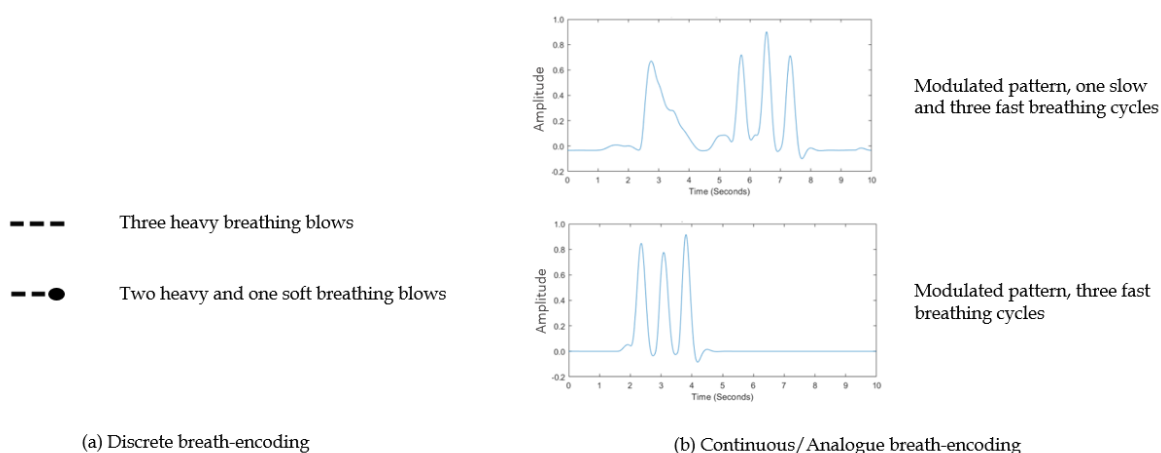 Three heavy breathing blows
Two heavy and one soft breathing blows
(a) Discrete breath-encoding
1.0
0.8
0.6
0.4
0.2
0.0
-0.2
Amplitude
0 1 2 3 4 5 6 7 8 9 10
Time (Seconds)
Modulated pattern, one slow
and three fast breathing cycles
1.0
0.8
0.6
0.4
0.2
0.0
-0.2
Amplitude
0 1 2 3 4 5 6 7 8 9 10
Time (Seconds)
Modulated pattern, three fast
breathing cycles
(b) Continuous/Analogue breath-encoding